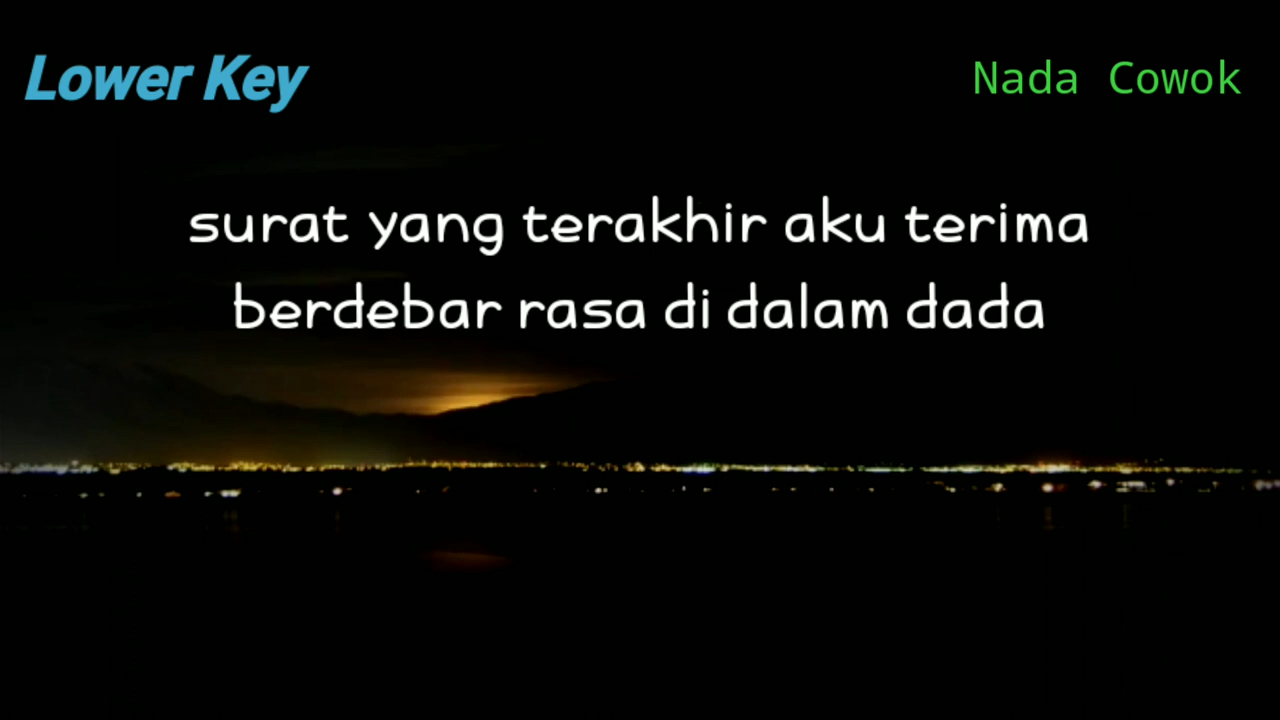 Lower Key
Nada Cowok
surat yang terakhir aku terima
berdebar rasa di dalam dada